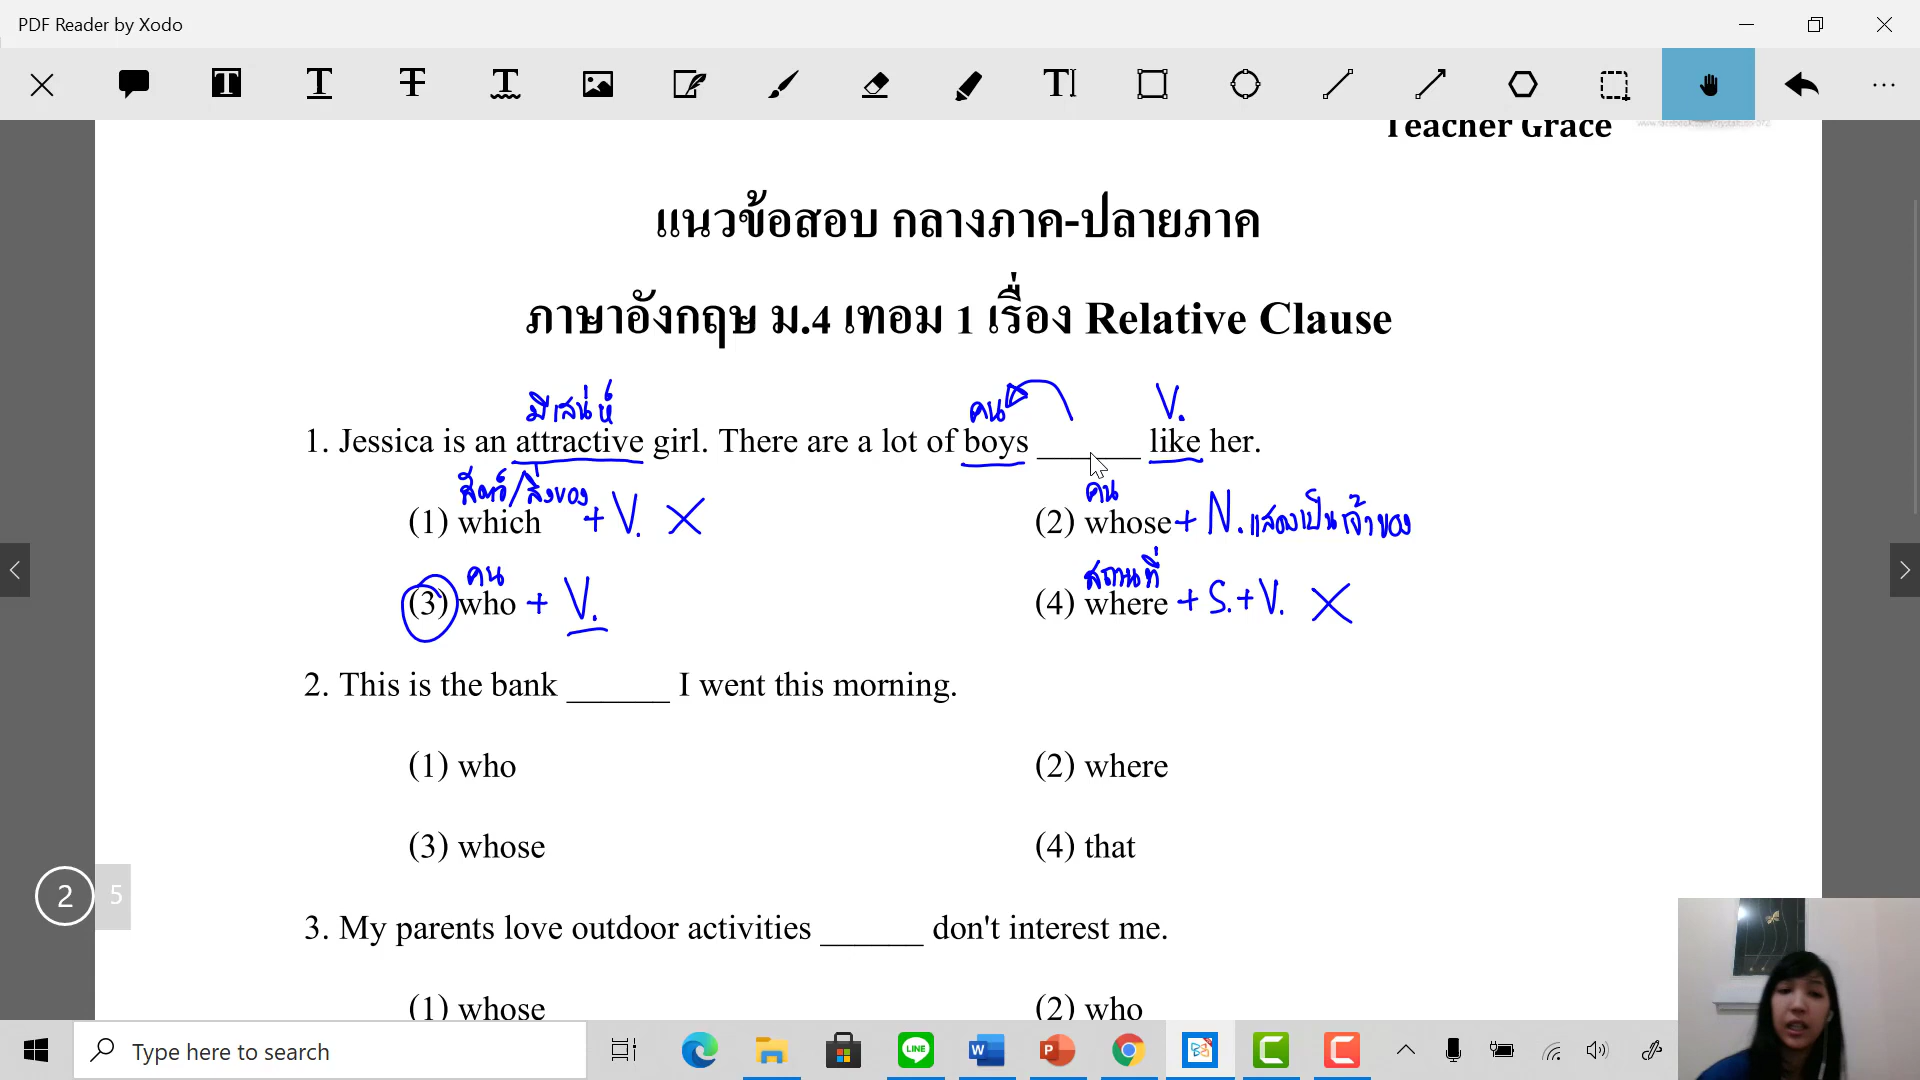 PDF Reader by Xodo
Teacher Grace
แนวข้อสอบ กลางภาค-ปลายภาค
ภาษาอังกฤษ ม.4 เทอม 1 เรื่อง Relative Clause
มีเสน่ห์ คน V.
1. Jessica is an attractive girl. There are a lot of boys ______ like her.
สัตว์/สิ่งของ คน
(1) which + V. X (2) whose + N. แสดงเป็นเจ้าของ
คน สถานที่
(3) who + V. (4) where + S. + V. X
2. This is the bank ______ I went this morning.
(1) who (2) where
(3) whose (4) that
2 5
3. My parents love outdoor activities ______ don't interest me.
(1) whose (2) who
Type here to search